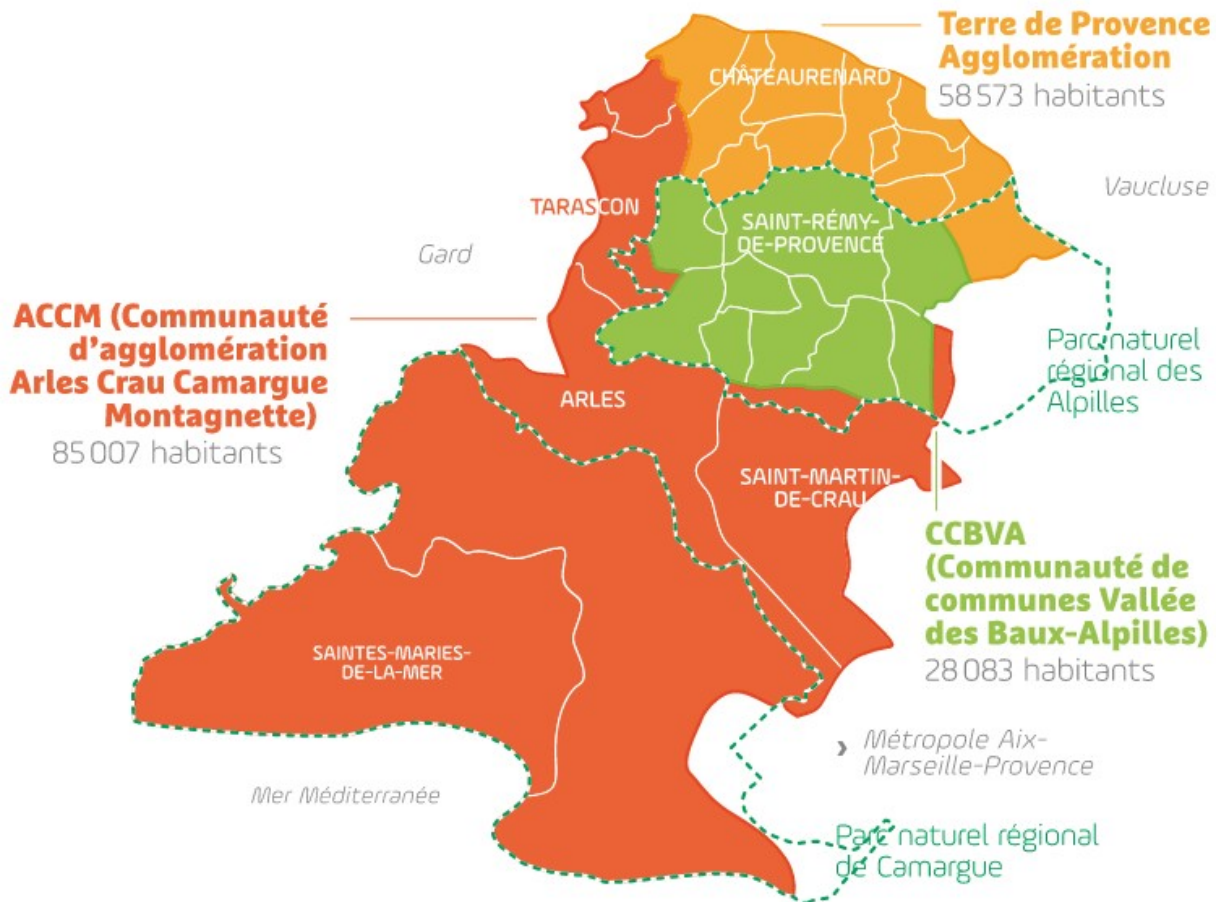 Terre de Provence
Agglomération
58 573 habitants
CHÂTEAURENARD
Vaucluse
TARASCON
SAINT-RÉMY-
DE-PROVENCE
Gard
ACCM (Communauté
d'agglomération
Arles Crau Camargue
Montagnette)
85 007 habitants
Parc naturel
régional des
Alpilles
ARLES
SAINT-MARTIN-
DE-CRAU
CCBVA
(Communauté de
communes Vallée
des Baux-Alpilles)
28 083 habitants
SAINTES-MARIES-
DE-LA-MER
› Métropole Aix-
Marseille-Provence
Mer Méditerranée
Parc naturel régional
de Camargue